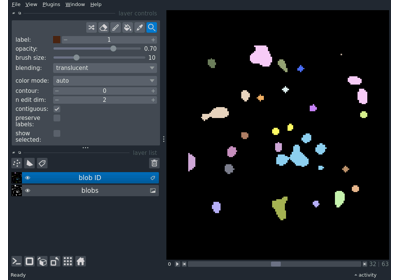 File View Plugins Window Help
layer controls
label: 1
opacity: 0.70
brush size: 10
blending: translucent
color mode: auto
contour: 0
n edit dim: 2
contiguous:
preserve
labels:
show
selected:
layer list
blob ID
blobs
32 63
Ready
activity